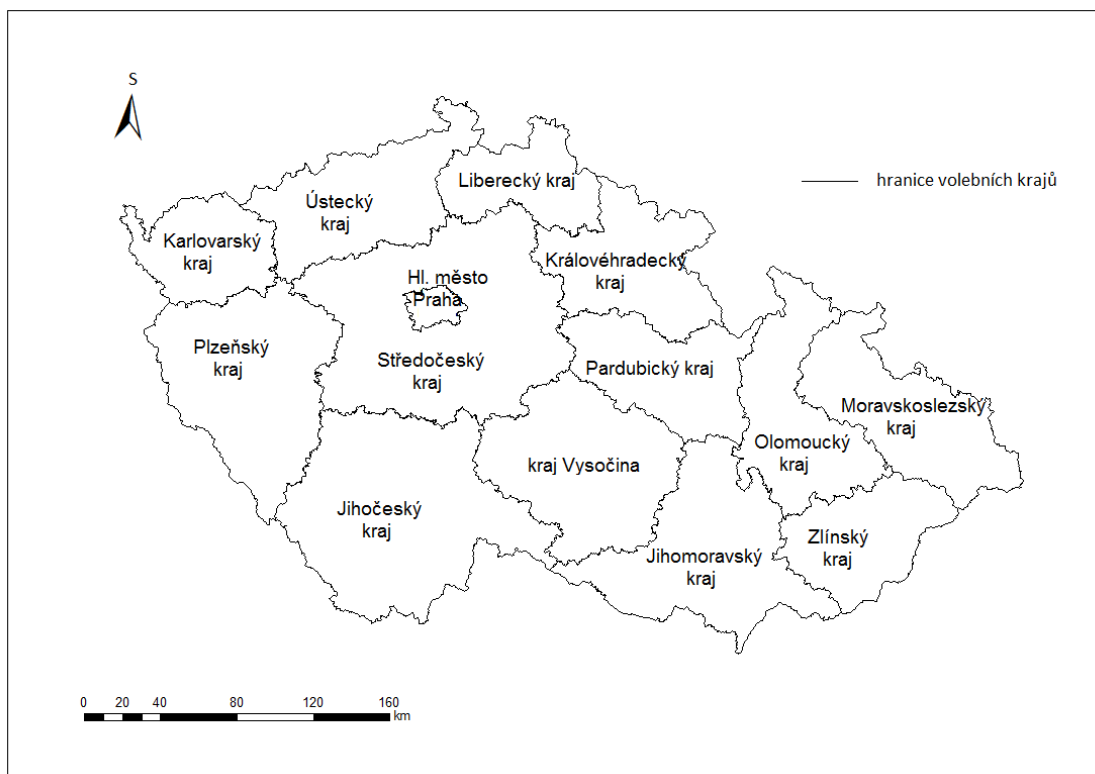 S
Liberecký kraj
hranice volebních krajů
Ústecký
kraj
Karlovarský
kraj
Královéhradecký
kraj
Hl. město
Praha
Plzeňský
kraj
Středočeský
kraj
Pardubický kraj
Moravskoslezský
kraj
Olomoucký
kraj
kraj Vysočina
Jihočeský
kraj
Zlínský
kraj
Jihomoravský
kraj
0 20 40 80 120 160
km